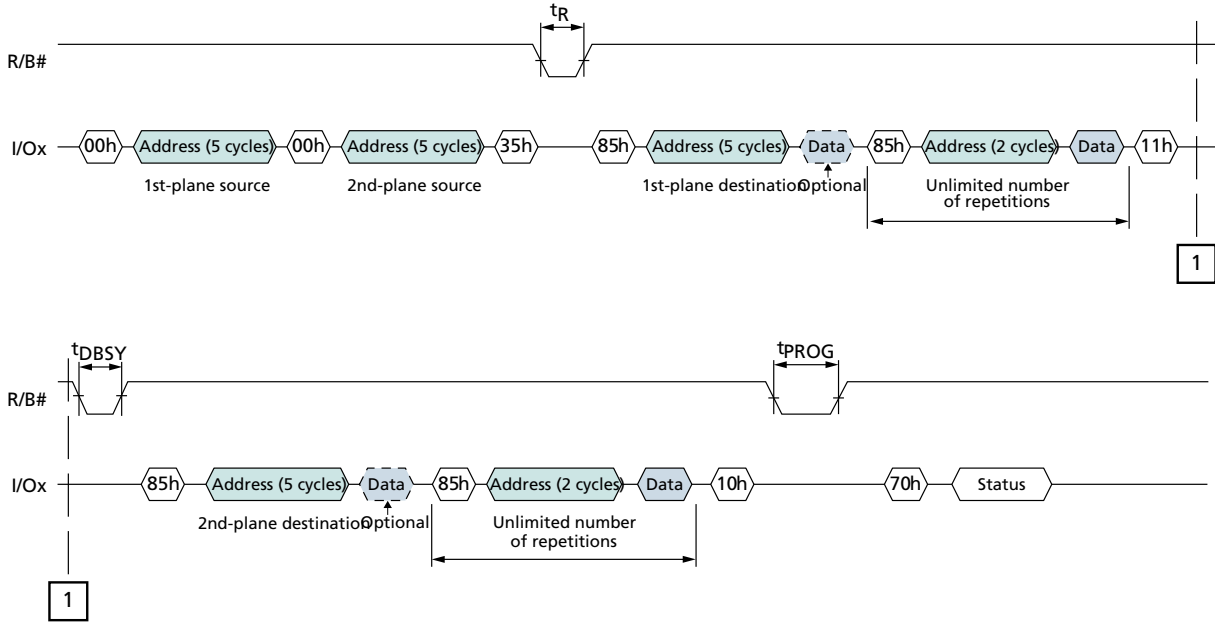 tR
R/B#
I/Ox 00h Address (5 cycles) 00h Address (5 cycles) 35h 85h Address (5 cycles) Data 85h Address (2 cycles) Data 11h
1st-plane source 2nd-plane source 1st-plane destination Optional Unlimited number
of repetitions
1
tDBSY tPROG
R/B#
I/Ox 85h Address (5 cycles) Data 85h Address (2 cycles) Data 10h 70h Status
2nd-plane destination Optional Unlimited number
of repetitions
1